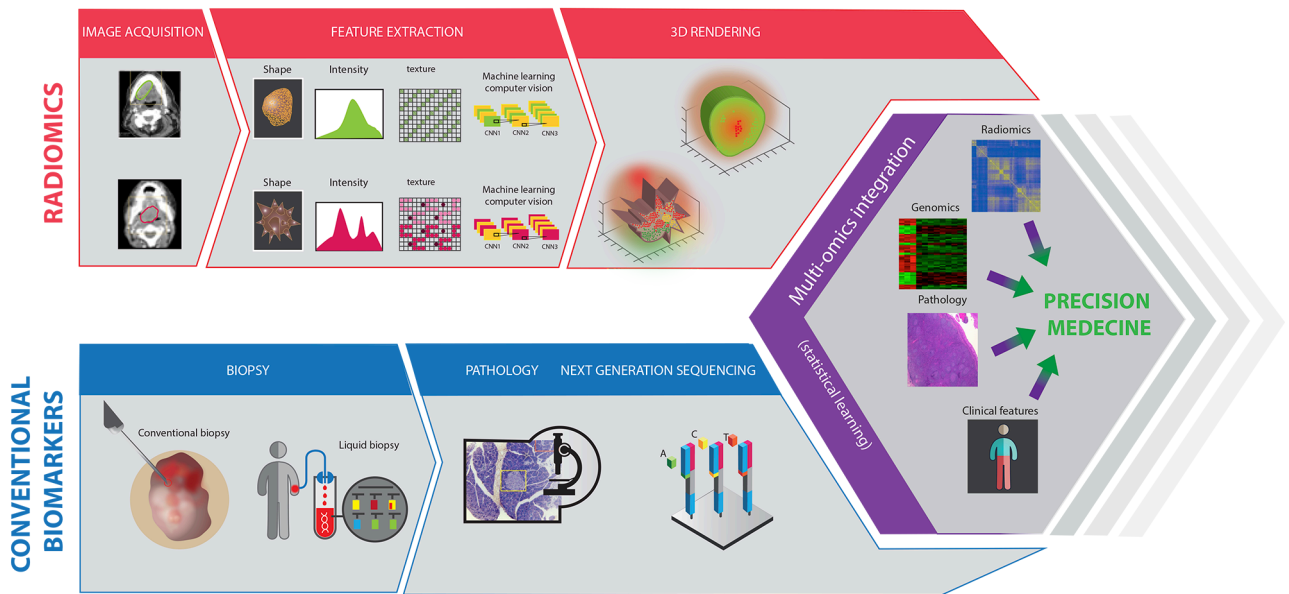 RADIOMICS
IMAGE ACQUISITION
FEATURE EXTRACTION
3D RENDERING
Shape
Intensity
texture
Machine learning
computer vision
CNN1
CNN2
CNN3
Shape
Intensity
texture
Machine learning
computer vision
CNN1
CNN2
CNN3
CONVENTIONAL
BIOMARKERS
BIOPSY
PATHOLOGY
NEXT GENERATION SEQUENCING
Conventional biopsy
Liquid biopsy
A
C
T
Multi-omics integration
(statistical learning)
Radiomics
Genomics
Pathology
Clinical features
PRECISION
MEDECINE